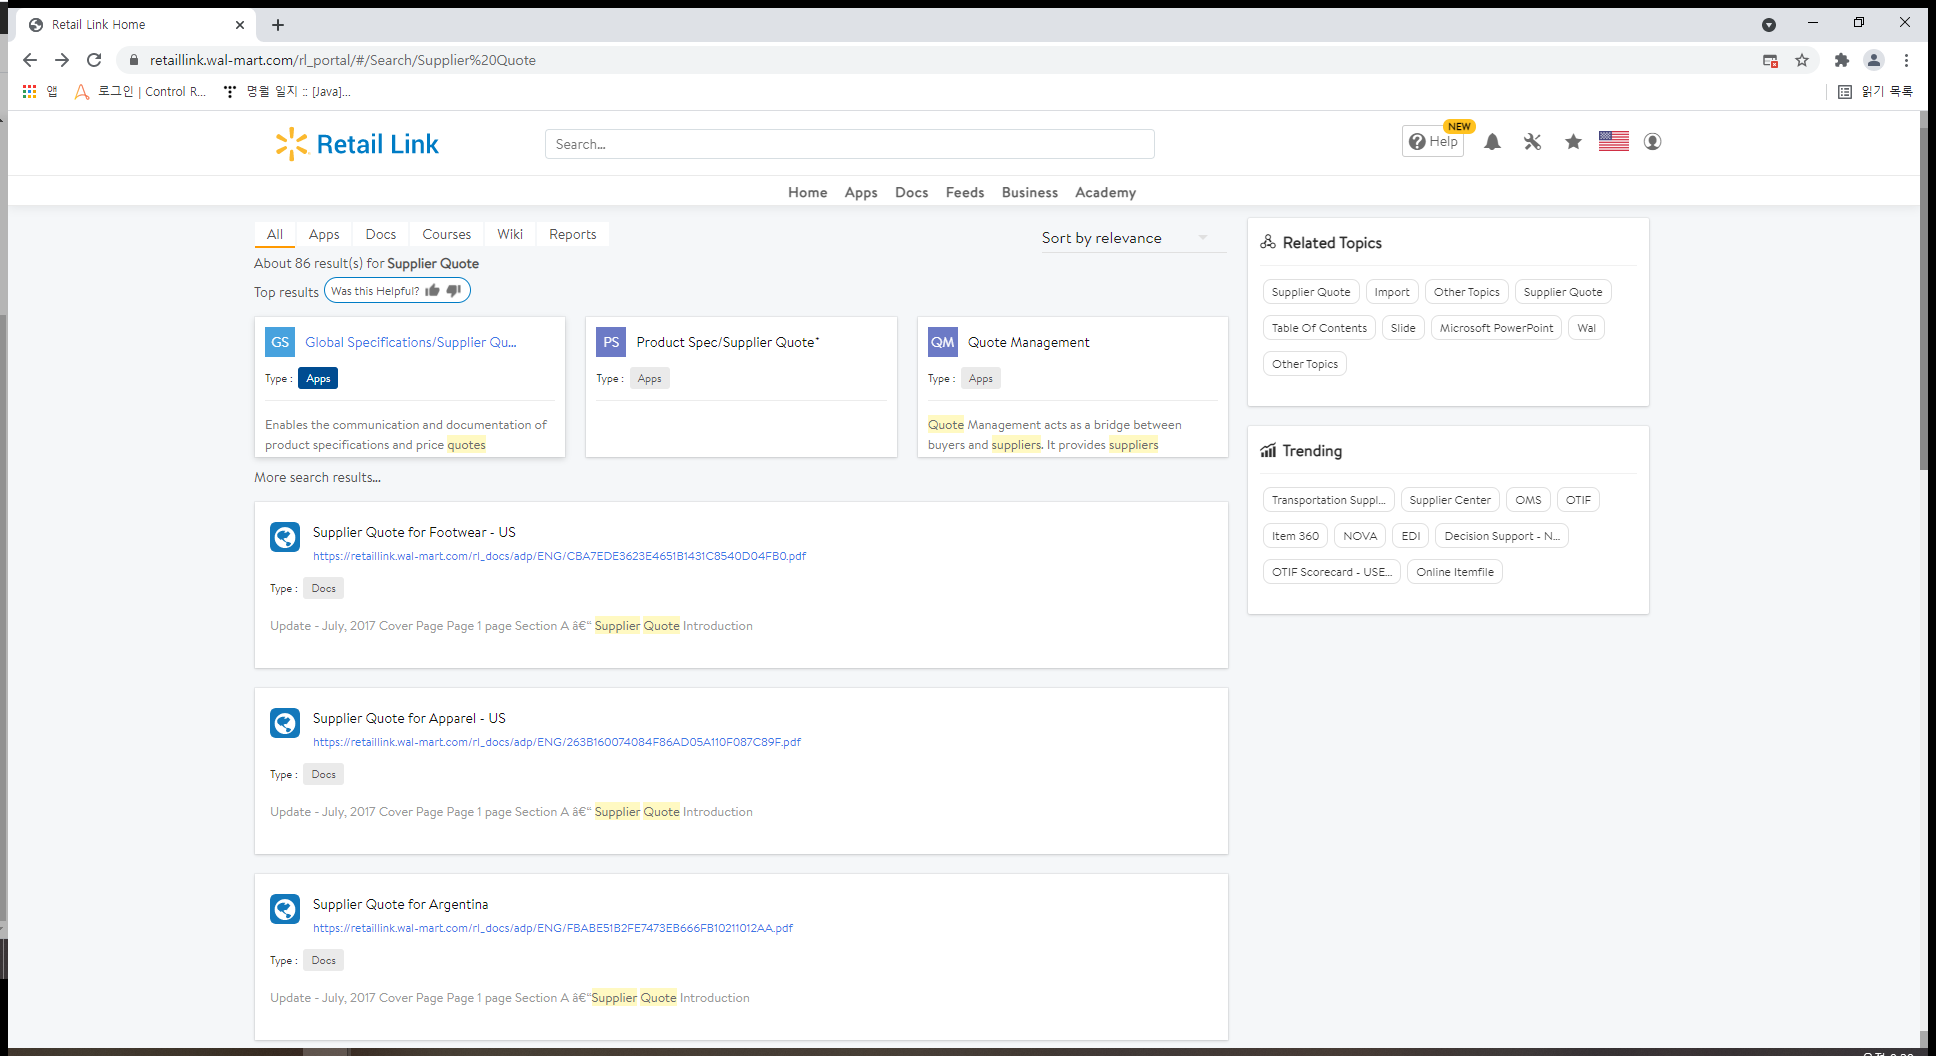 Retail Link Home
retaillink.wal-mart.com/rl_portal/#/Search/Supplier%20Quote
앱
로그인 | Control R...
명월 일지 :: [Java]...
읽기 목록
Retail Link
Search...
Help
NEW
Home Apps Docs Feeds Business Academy
All Apps Docs Courses Wiki Reports
Sort by relevance
About 86 result(s) for Supplier Quote
Top results
Was this Helpful?
GS Global Specifications/Supplier Qu...
Type : Apps
Enables the communication and documentation of
product specifications and price quotes
PS Product Spec/Supplier Quote*
Type : Apps
QM Quote Management
Type : Apps
Quote Management acts as a bridge between
buyers and suppliers. It provides suppliers
More search results...
Supplier Quote for Footwear - US
https://retaillink.wal-mart.com/rl_docs/adp/ENG/CBA7EDE3623E4651B1431C8540D04FB0.pdf
Type : Docs
Update - July, 2017 Cover Page Page 1 page Section A â€“ Supplier Quote Introduction
Supplier Quote for Apparel - US
https://retaillink.wal-mart.com/rl_docs/adp/ENG/263B160074084F86AD05A110F087C89F.pdf
Type : Docs
Update - July, 2017 Cover Page Page 1 page Section A â€“ Supplier Quote Introduction
Supplier Quote for Argentina
https://retaillink.wal-mart.com/rl_docs/adp/ENG/FBABE51B2FE7473EB666FB10211012AA.pdf
Type : Docs
Update - July, 2017 Cover Page Page 1 page Section A â€“Supplier Quote Introduction
Related Topics
Supplier Quote Import Other Topics Supplier Quote
Table Of Contents Slide Microsoft PowerPoint Wal
Other Topics
Trending
Transportation Suppl... Supplier Center OMS OTIF
Item 360 NOVA EDI Decision Support - N...
OTIF Scorecard - USE... Online Itemfile